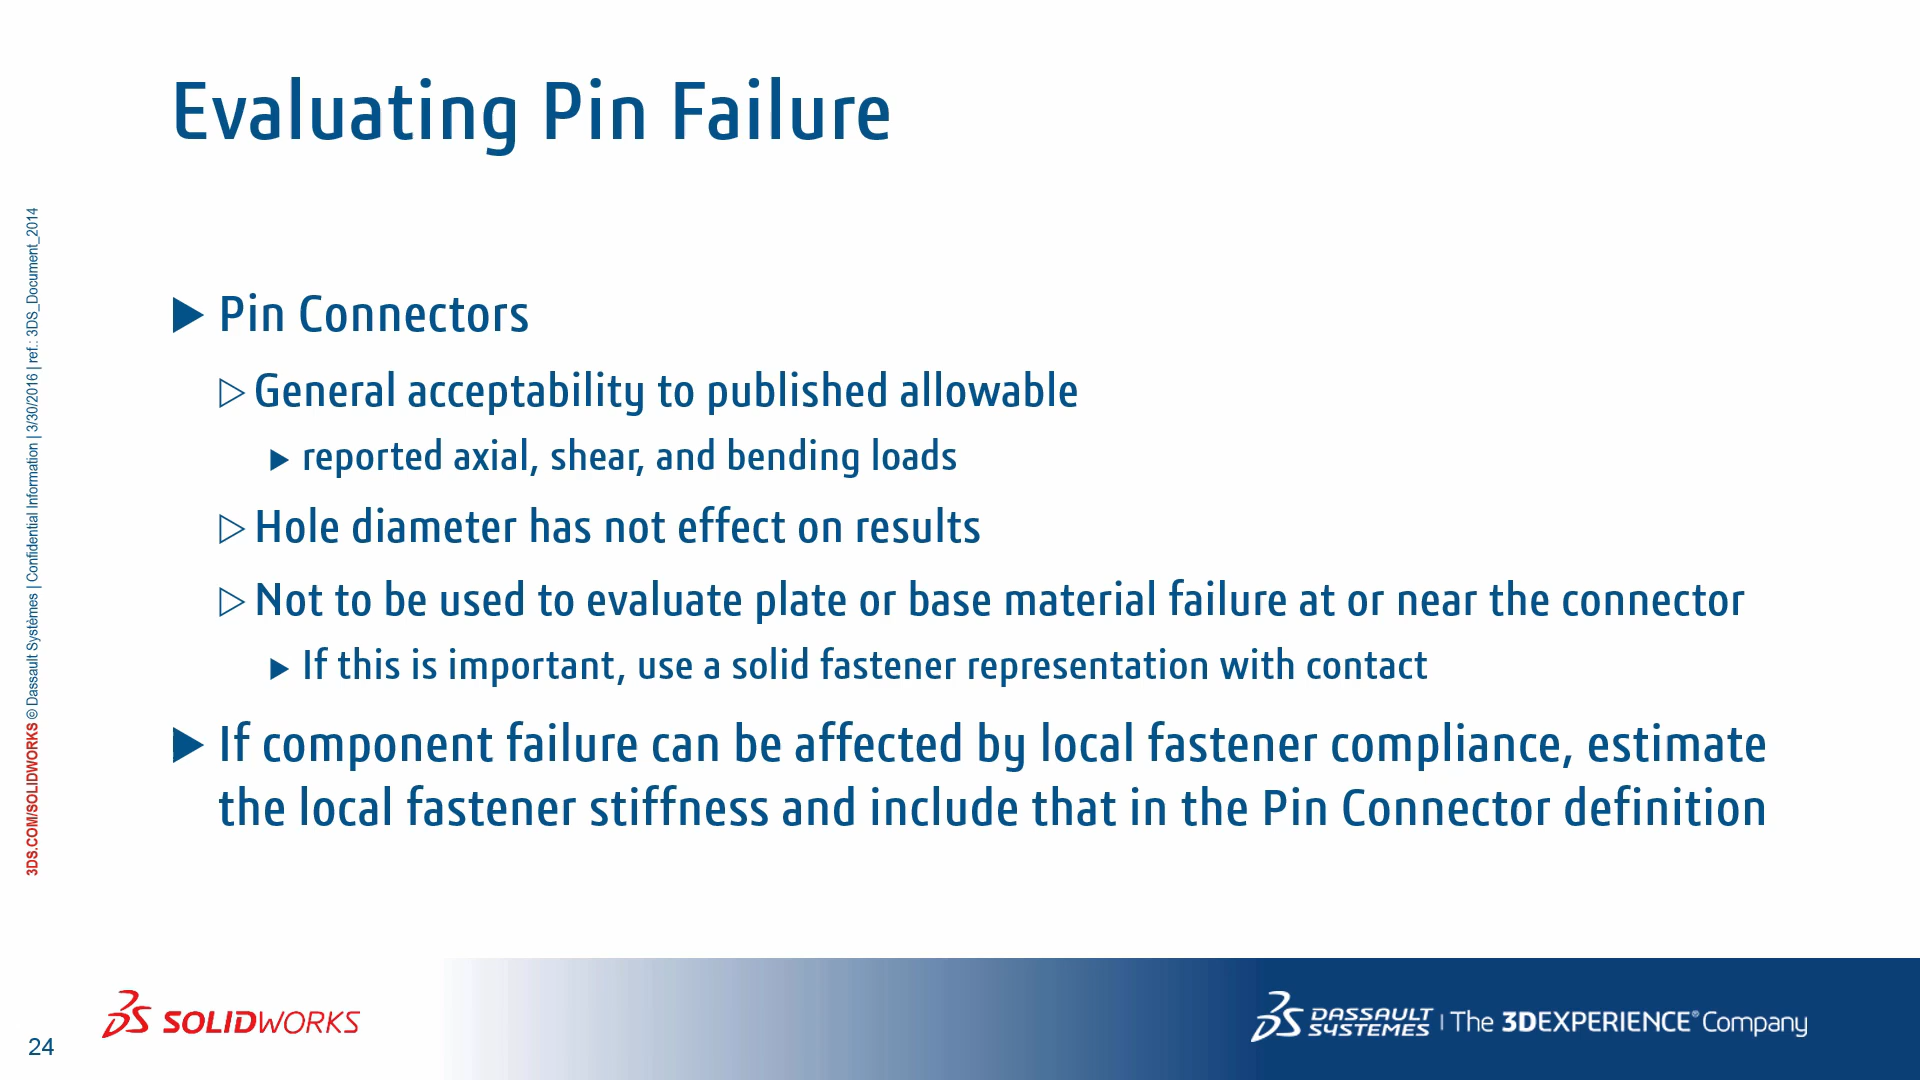 Evaluating Pin Failure
Pin Connectors
General acceptability to published allowable
reported axial, shear, and bending loads
Hole diameter has not effect on results
Not to be used to evaluate plate or base material failure at or near the connector
If this is important, use a solid fastener representation with contact
If component failure can be affected by local fastener compliance, estimate
the local fastener stiffness and include that in the Pin Connector definition
3DS.COM/SOLIDWORKS © Dassault Systèmes | Confidential Information | 3/30/2016 | ref.: 3DS_Document_2014
24
SOLIDWORKS
DASSAULT
SYSTEMES | The 3DEXPERIENCE® Company